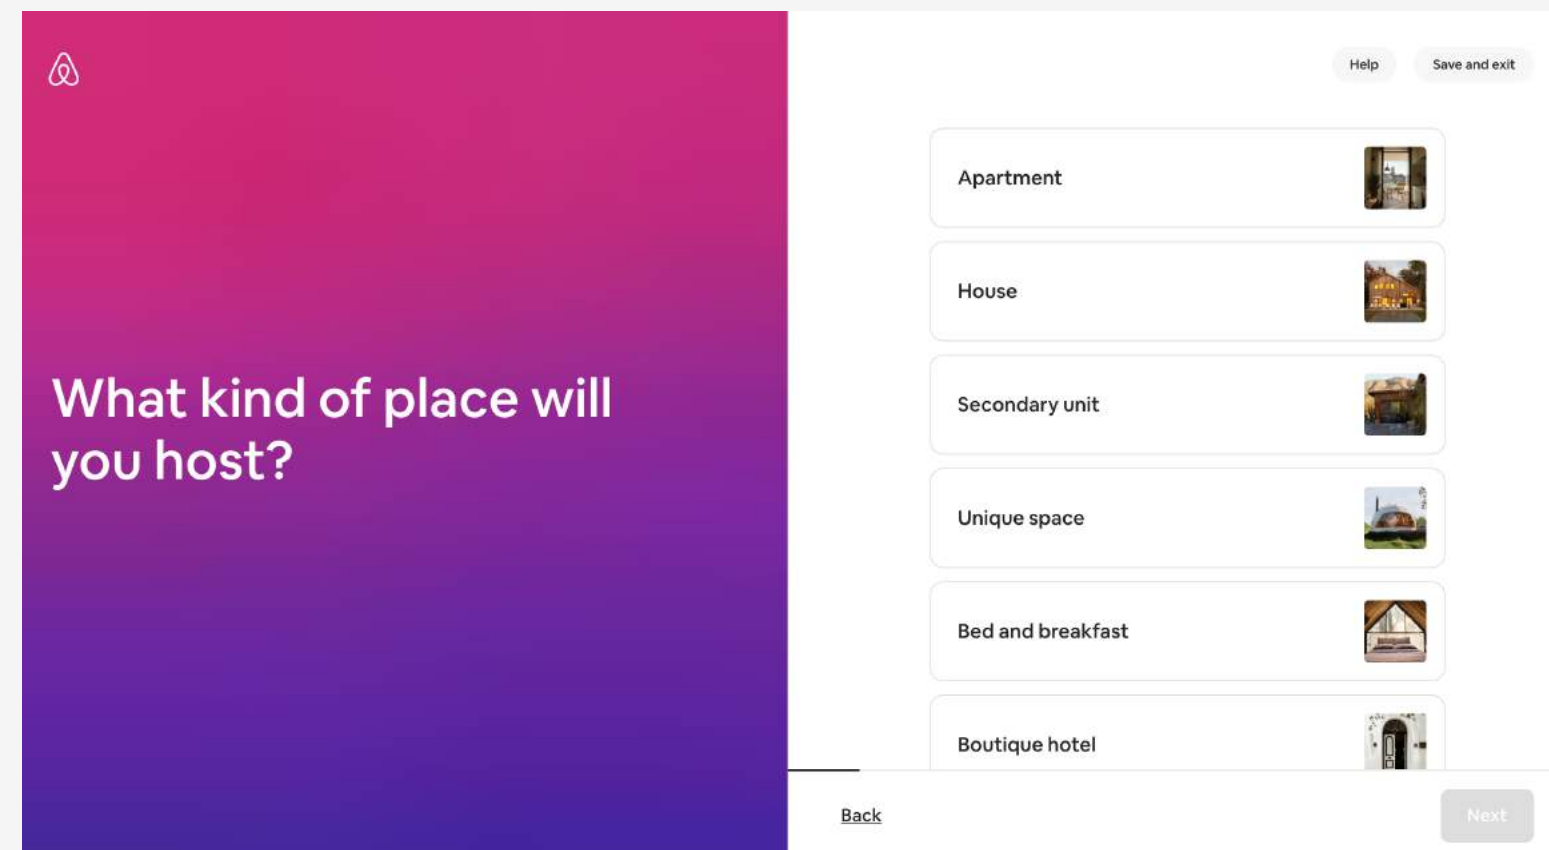 Help
Save and exit
What kind of place will
you host?
Apartment
House
Secondary unit
Unique space
Bed and breakfast
Boutique hotel
Back
Next